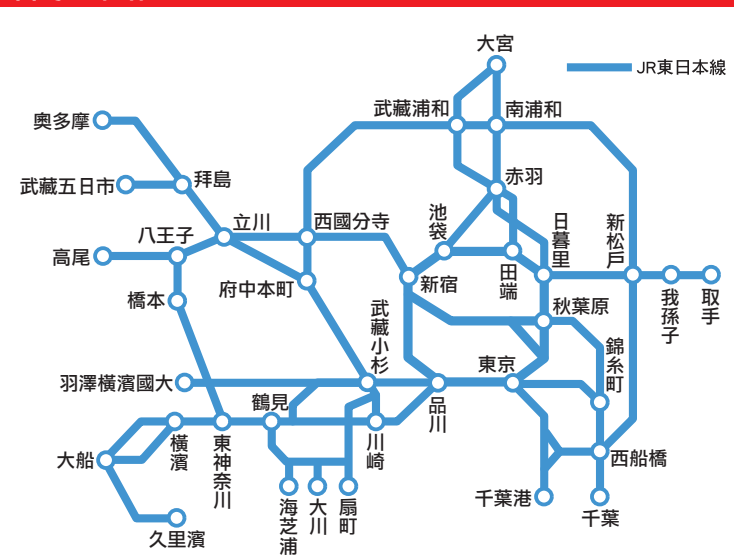 大宮
JR東日本線
武藏浦和
南浦和
奧多摩
武藏五日市
拜島
赤羽
池袋
日暮里
新松戶
八王子
立川
西國分寺
高尾
府中本町
新宿
田端
我孫子
取手
橋本
武藏小杉
秋葉原
錦糸町
羽澤橫濱國大
鶴見
品川
東京
大船
橫濱
東神奈川
川崎
西船橋
久里濱
海芝浦
大川
扇町
千葉港
千葉